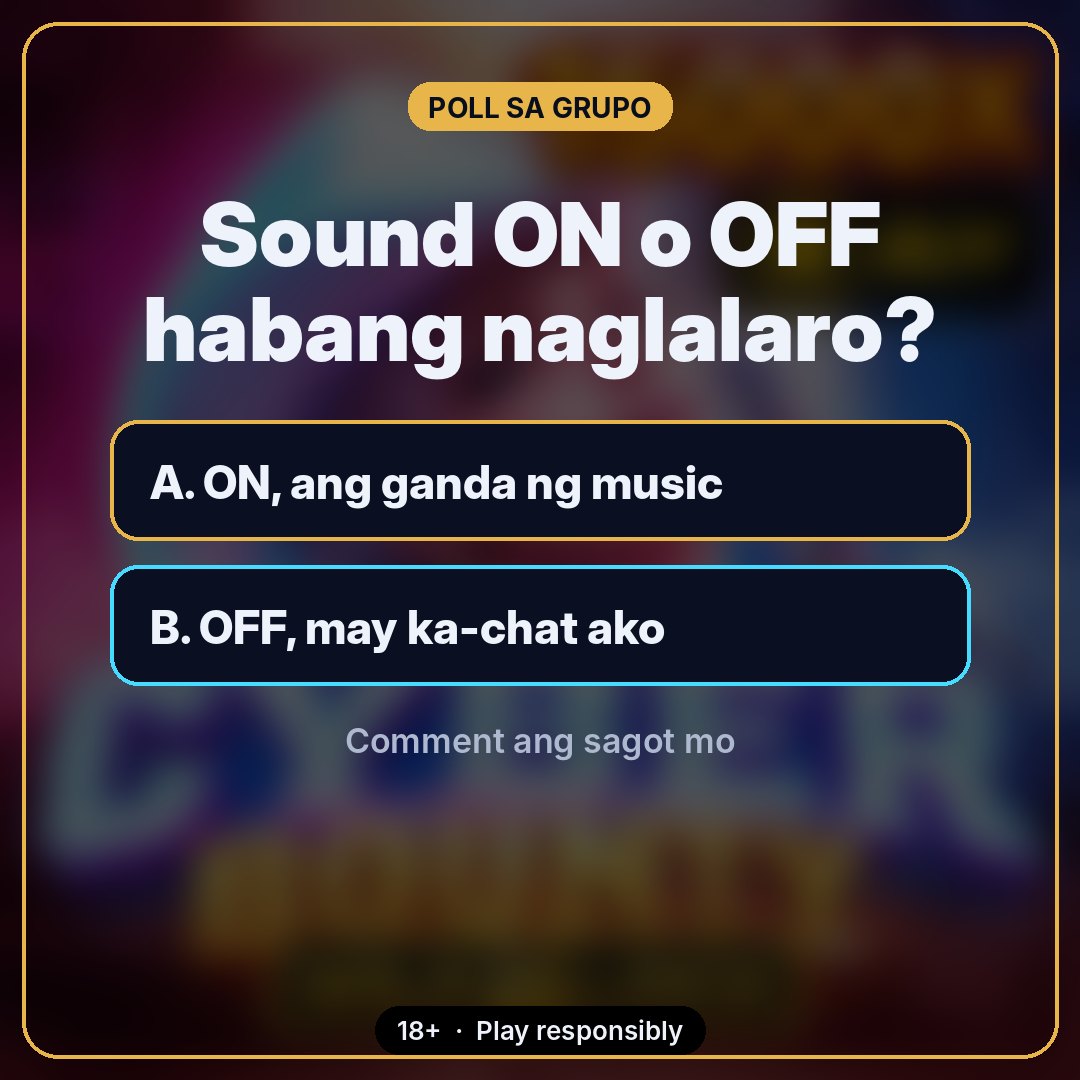 POLL SA GRUPO
Sound ON o OFF
habang naglalaro?
A. ON, ang ganda ng music
B. OFF, may ka-chat ako
Comment ang sagot mo
18+ · Play responsibly